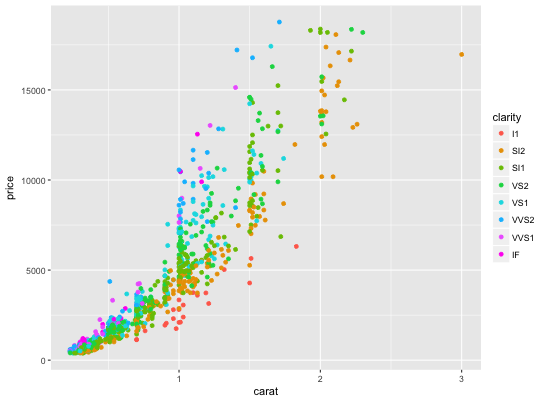 15000
10000
5000
0
price
1
2
3
carat
clarity
I1
SI2
SI1
VS2
VS1
VVS2
VVS1
IF